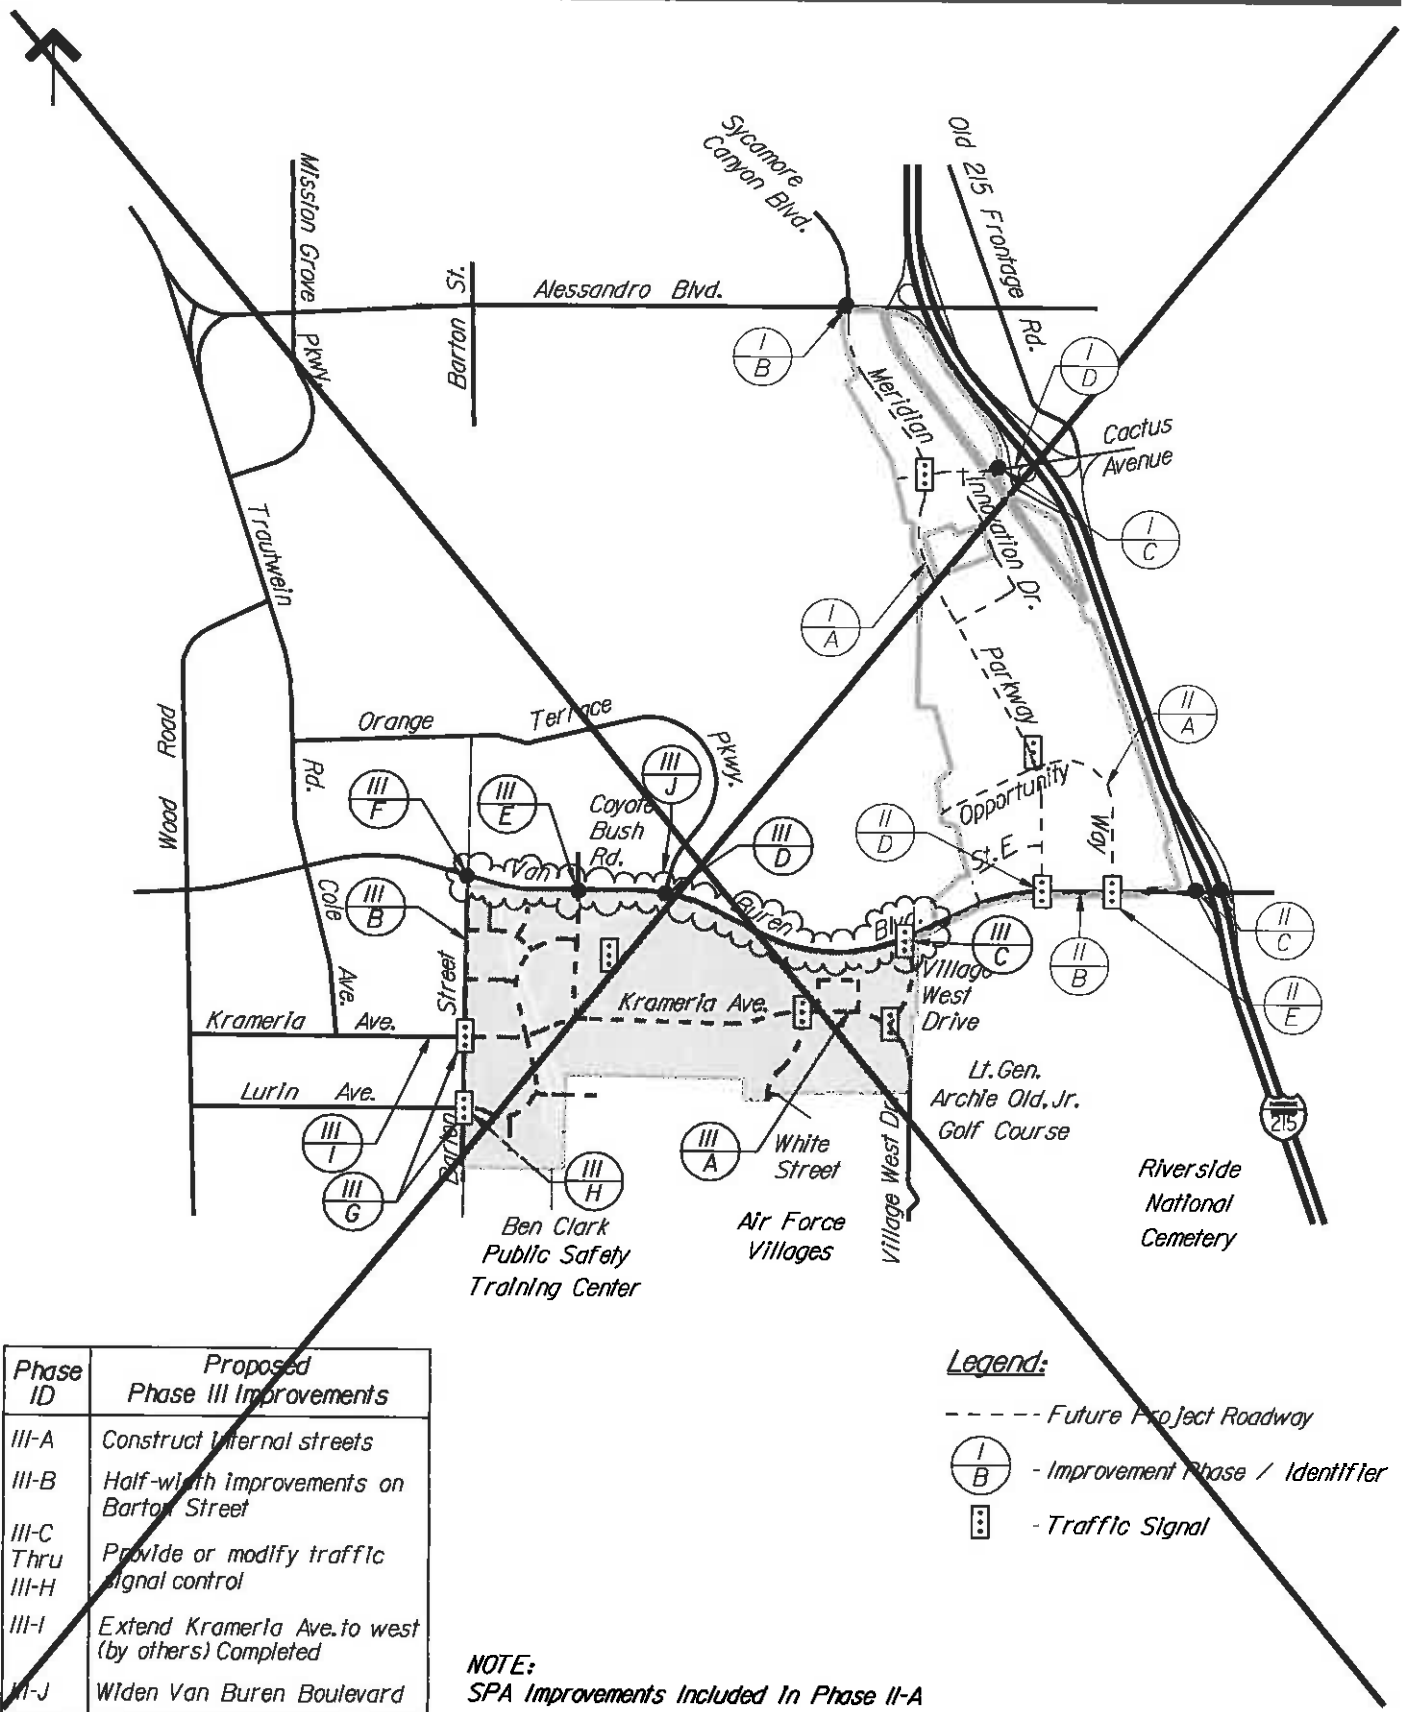 Sycamore
Canyon Blvd.
Old 215 Frontage Rd.
Mission Grove Pkwy.
Barton St.
Alessandro Blvd.
I
B
I
D
Meridian
Cactus
Avenue
Innovation Dr.
I
C
Trautwein
I
A
Parkway
II
A
Wood Road
Orange Terrace Pkwy.
Rd.
III
J
III
F
III
E
Coyote
Bush
Rd.
Opportunity
Way
II
D
III
D
St. E
Van Buren Blvd.
Cole Ave.
III
B
III
C
II
C
II
B
II
E
Street
Village
West
Drive
Krameria Ave.
Krameria Ave.
Lurin Ave.
Lt. Gen.
Archie Old, Jr.
Golf Course
215
III
I
III
G
Barton
III
H
III
A
White
Street
Village West Dr.
Riverside
National
Cemetery
Ben Clark
Public Safety
Training Center
Air Force
Villages
Phase
ID
Proposed
Phase III Improvements
III-A Construct internal streets
III-B Half-width improvements on
Barton Street
III-C
Thru
III-H
Provide or modify traffic
signal control
III-I Extend Krameria Ave. to west
(by others) Completed
III-J Widen Van Buren Boulevard
Legend:
- Future Project Roadway
I
B
- Improvement Phase / Identifier
- Traffic Signal
NOTE:
SPA Improvements Included In Phase II-A